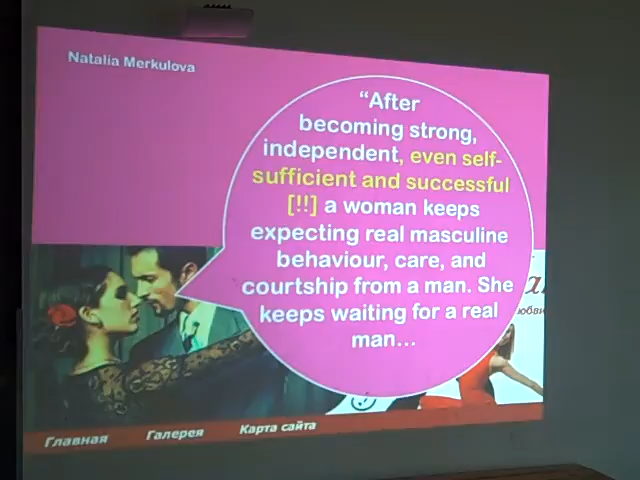 Natalia Merkulova
“After
becoming strong,
independent, even self-
sufficient and successful
[!!] a woman keeps
expecting real masculine
behaviour, care, and
courtship from a man. She
keeps waiting for a real
man…
Главная Галерея Карта сайта